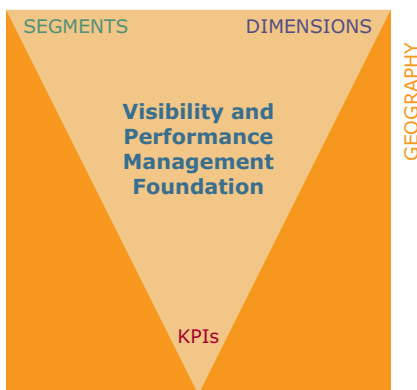 SEGMENTS
DIMENSIONS
GEOGRAPHY
Visibility and
Performance
Management
Foundation
KPIs